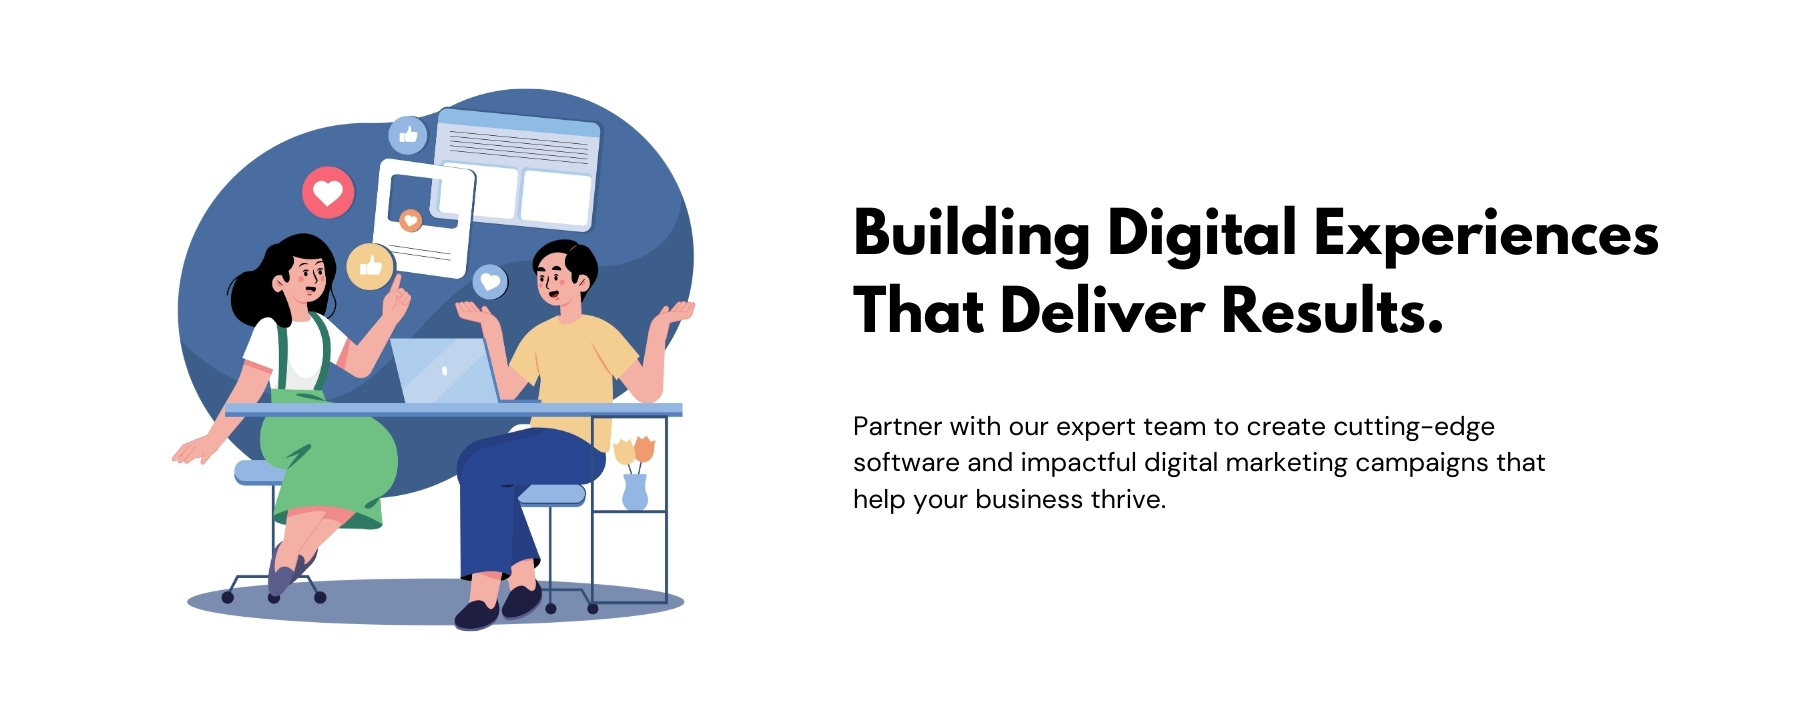 Building Digital Experiences
That Deliver Results.
Partner with our expert team to create cutting-edge
software and impactful digital marketing campaigns that
help your business thrive.